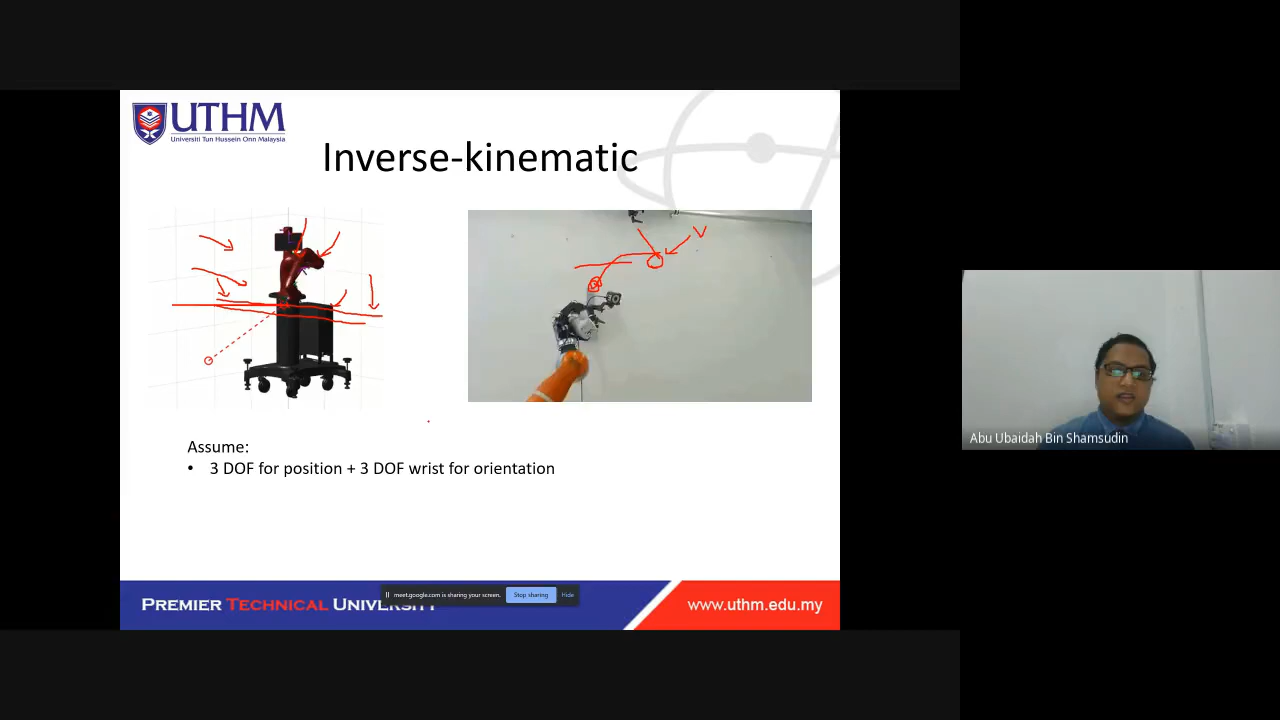 UTHM
Universiti Tun Hussein Onn Malaysia
Inverse-kinematic
Assume:
• 3 DOF for position + 3 DOF wrist for orientation
Abu Ubaidah Bin Shamsudin
meet.google.com is sharing your screen. Stop sharing Hide
PREMIER TECHNICAL UNIVERSITY
www.uthm.edu.my